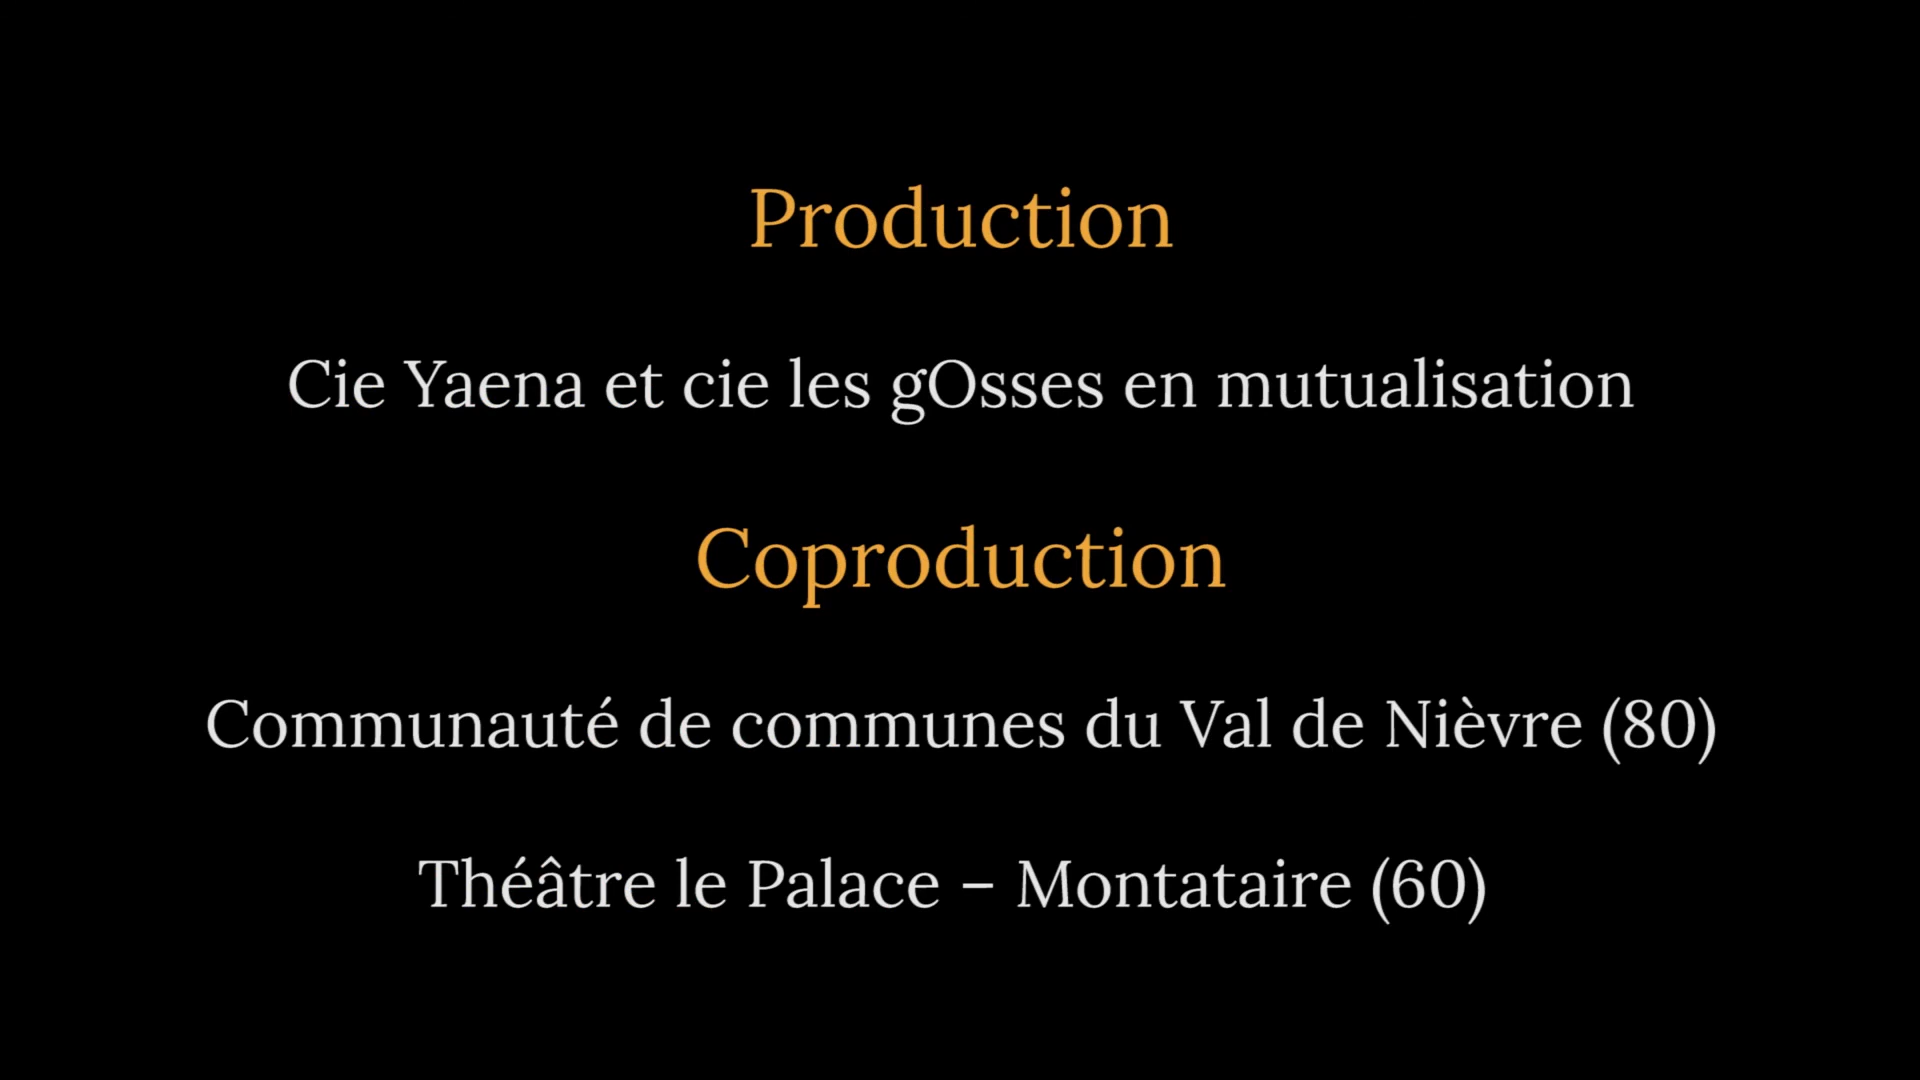 Production
Cie Yaena et cie les gOsses en mutualisation
Coproduction
Communauté de communes du Val de Nièvre (80)
Théâtre le Palace – Montataire (60)